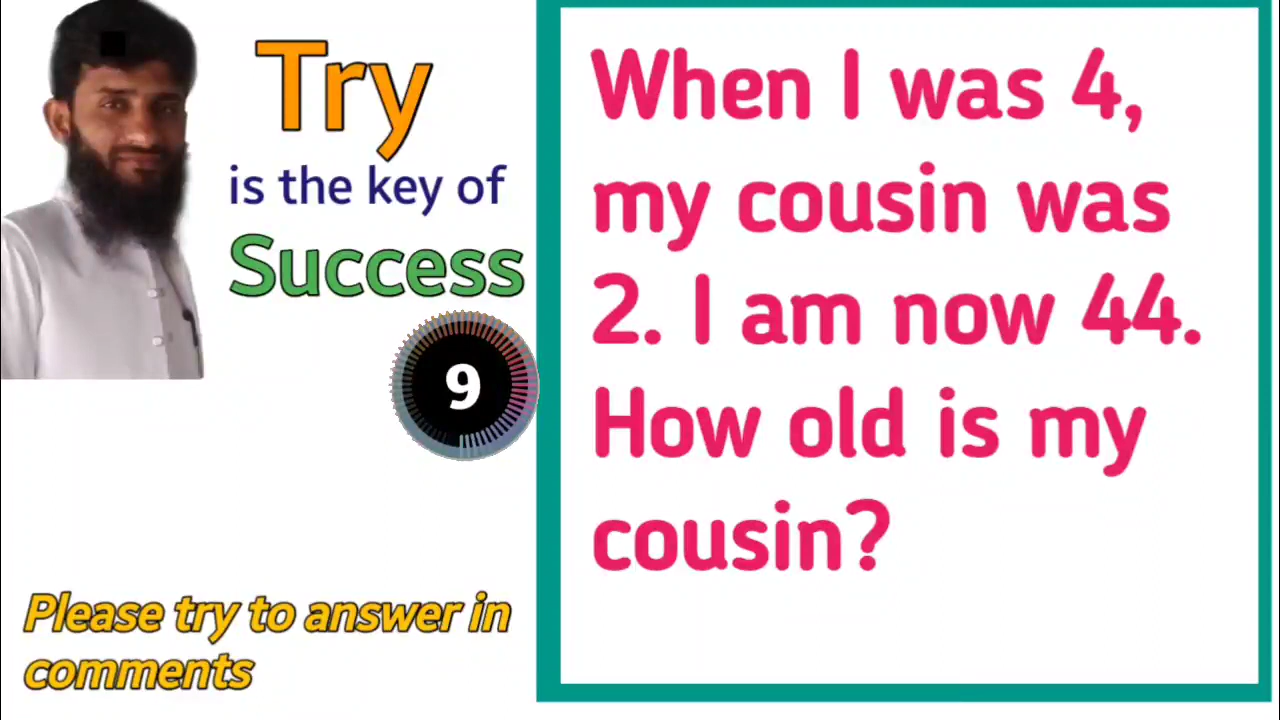 Try
is the key of
Success
9
Please try to answer in
comments
When I was 4,
my cousin was
2. I am now 44.
How old is my
cousin?